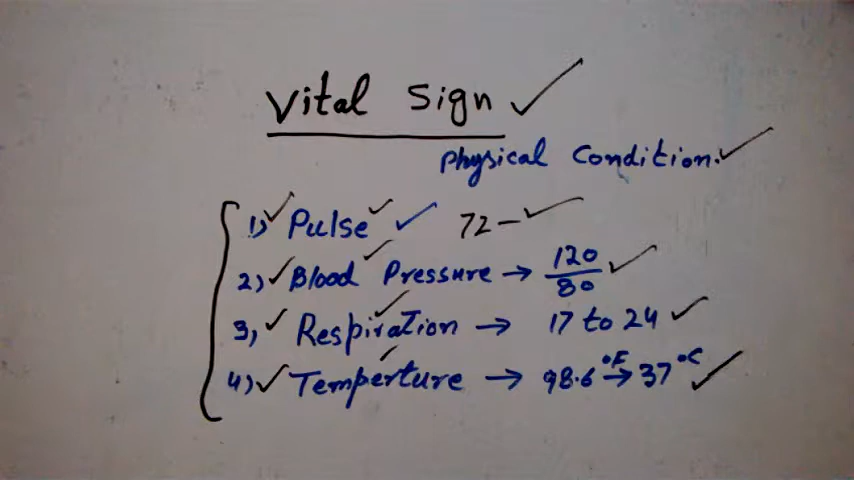 Vital Sign ✓
Physical Condition. ✓
1) ✓ Pulse ✓ ✓ 72 – ✓
2) ✓ Blood Pressure ✓ → 120/80 ✓
3) ✓ Respiration ✓ → 17 to 24 ✓
4) ✓ Temperture ✓ → 98.6°F → 37°C ✓